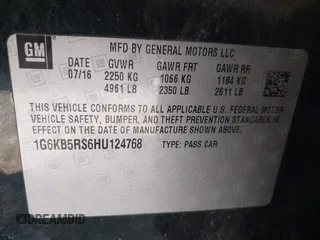 GM
MFD BY GENERAL MOTORS LLC
DATE GVWR GAWR FRT GAWR RR
07/16 2250 KG 1066 KG 1184 KG
4961 LB 2350 LB 2611 LB
THIS VEHICLE CONFORMS TO ALL APPLICABLE U.S. FEDERAL MOTOR
VEHICLE SAFETY, BUMPER, AND THEFT PREVENTION STANDARDS IN
EFFECT ON THE DATE OF MANUFACTURE SHOWN ABOVE.
1G6KB5RS6HU124768 TYPE: PASS CAR
AUTOBIDMASTER